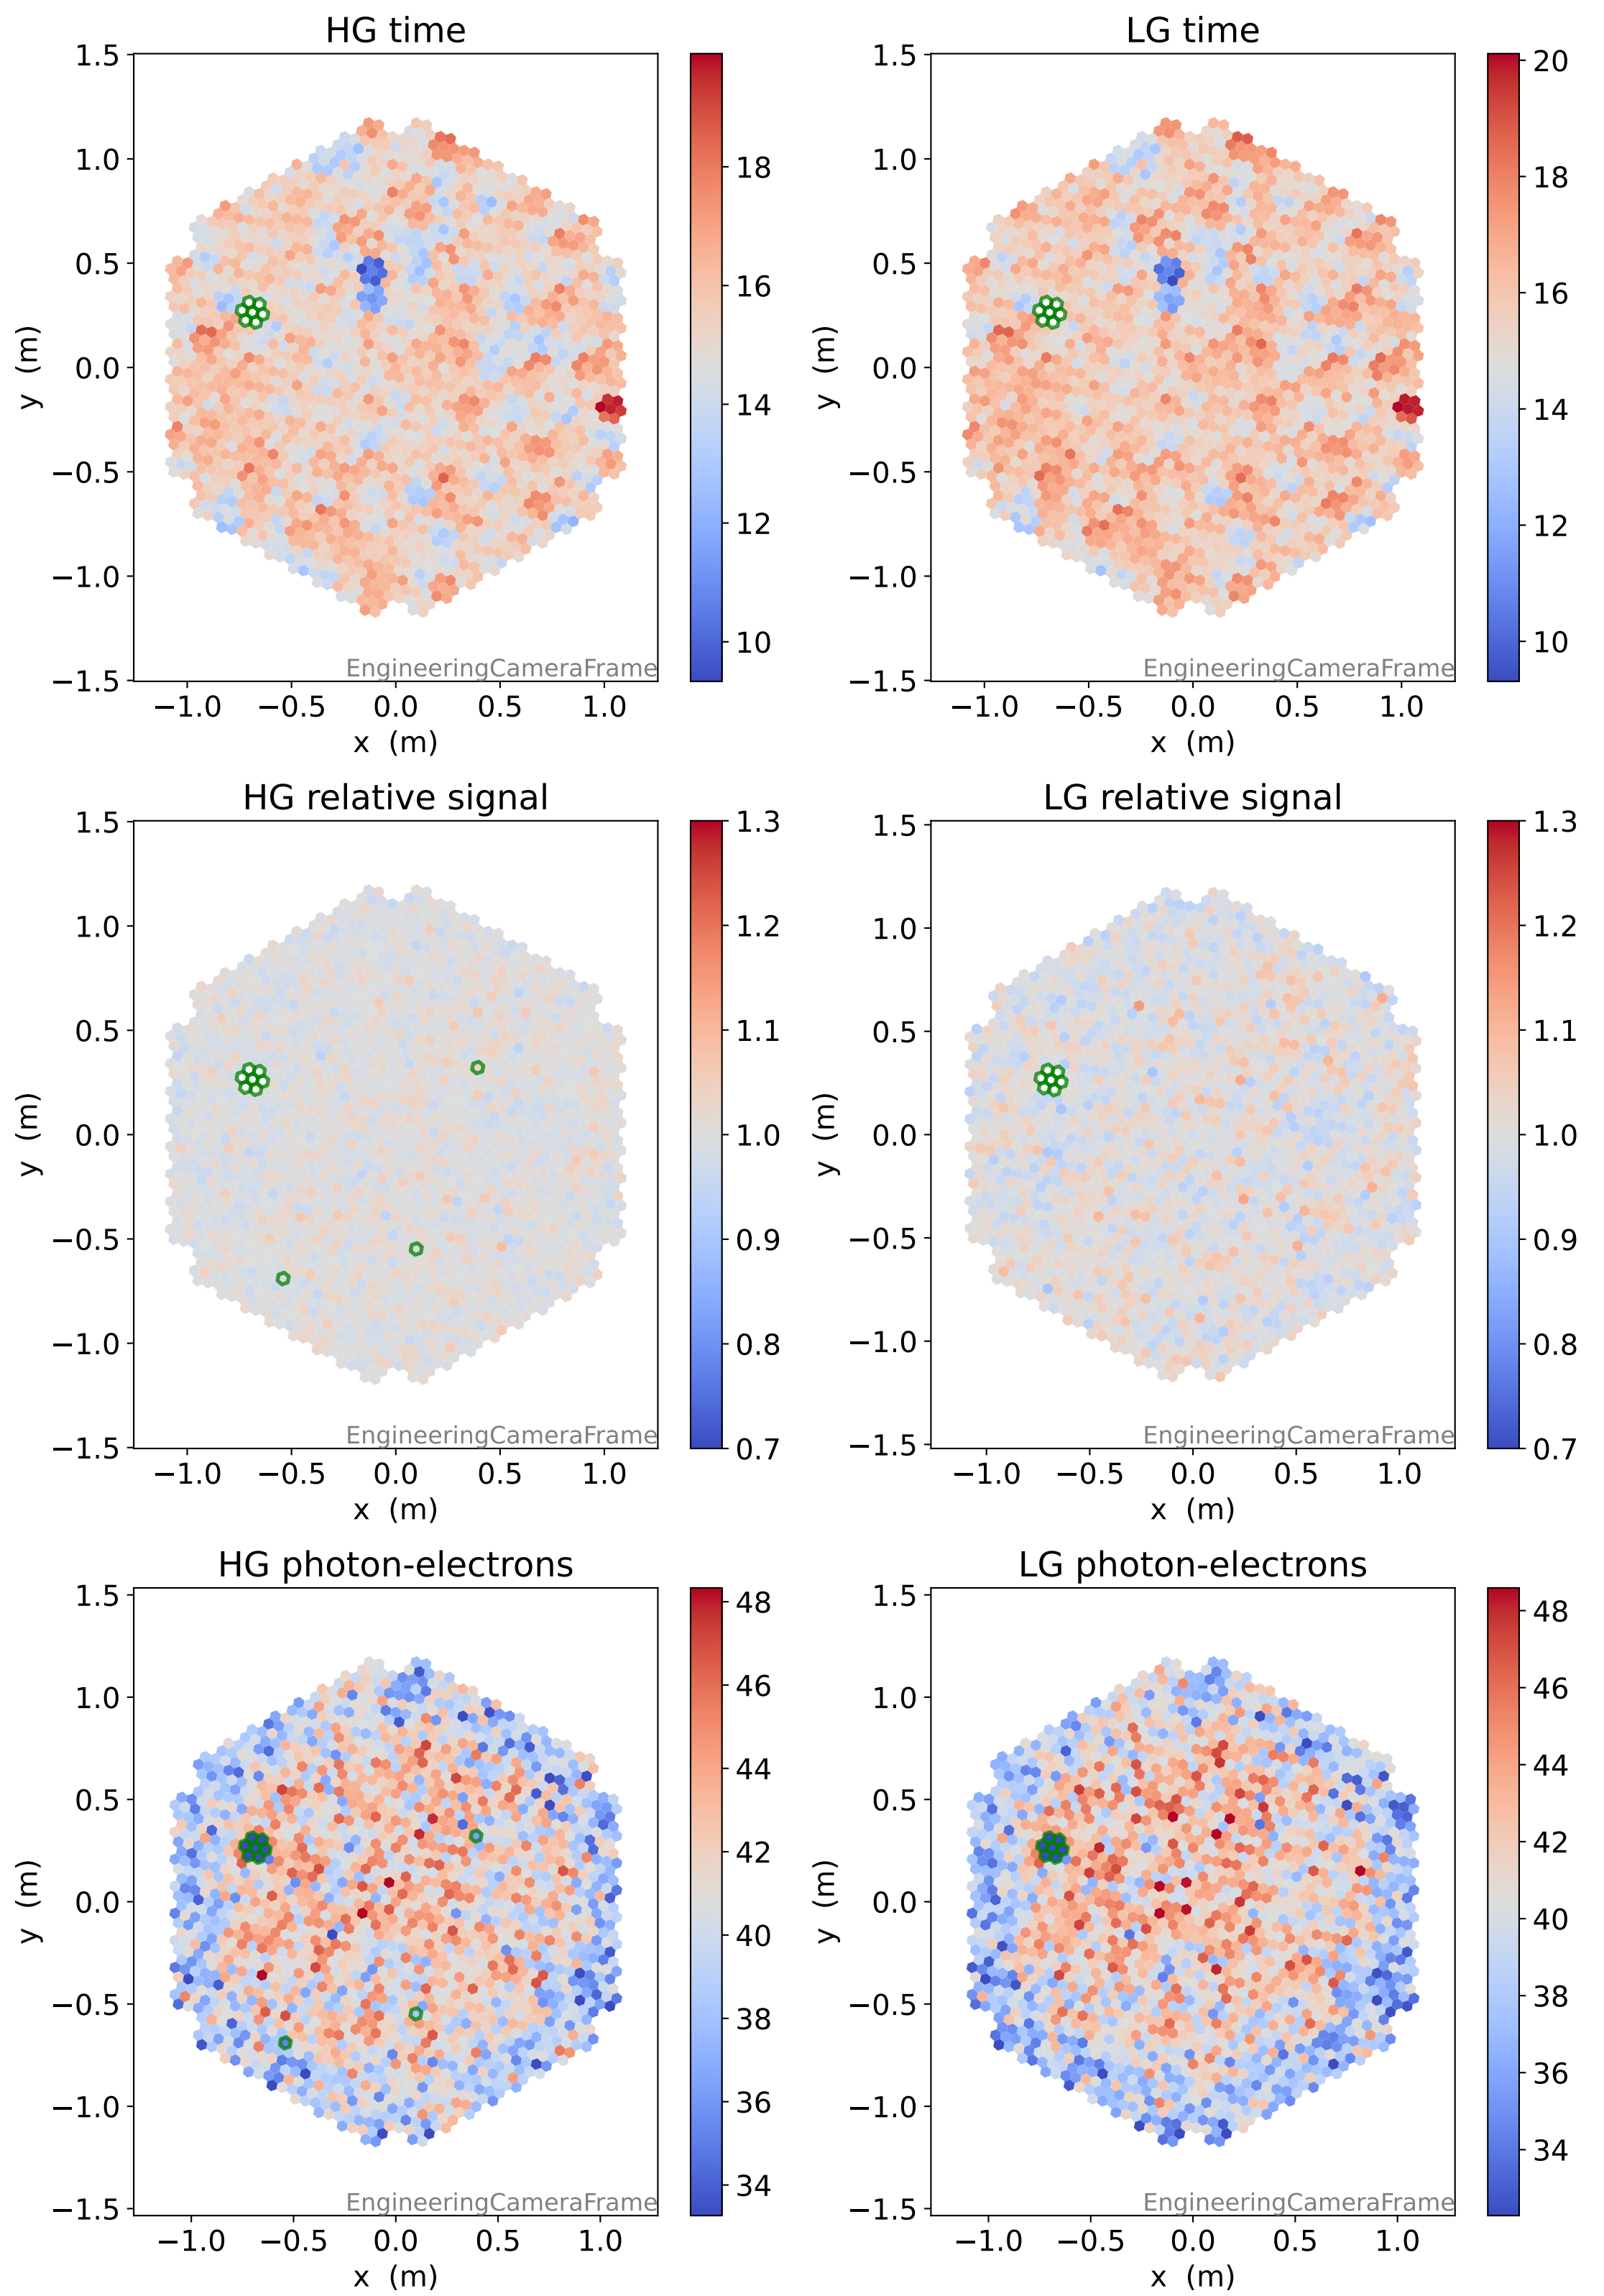 HG time
1.5
1.0
0.5
0.0
−0.5
−1.0
−1.5
y (m)
−1.0 −0.5 0.0 0.5 1.0
x (m)
EngineeringCameraFrame
18
16
14
12
10
LG time
1.5
1.0
0.5
0.0
−0.5
−1.0
−1.5
y (m)
−1.0 −0.5 0.0 0.5 1.0
x (m)
EngineeringCameraFrame
20
18
16
14
12
10
HG relative signal
1.5
1.0
0.5
0.0
−0.5
−1.0
−1.5
y (m)
−1.0 −0.5 0.0 0.5 1.0
x (m)
EngineeringCameraFrame
1.3
1.2
1.1
1.0
0.9
0.8
0.7
LG relative signal
1.5
1.0
0.5
0.0
−0.5
−1.0
−1.5
y (m)
−1.0 −0.5 0.0 0.5 1.0
x (m)
EngineeringCameraFrame
1.3
1.2
1.1
1.0
0.9
0.8
0.7
HG photon-electrons
1.5
1.0
0.5
0.0
−0.5
−1.0
−1.5
y (m)
−1.0 −0.5 0.0 0.5 1.0
x (m)
EngineeringCameraFrame
48
46
44
42
40
38
36
34
LG photon-electrons
1.5
1.0
0.5
0.0
−0.5
−1.0
−1.5
y (m)
−1.0 −0.5 0.0 0.5 1.0
x (m)
EngineeringCameraFrame
48
46
44
42
40
38
36
34